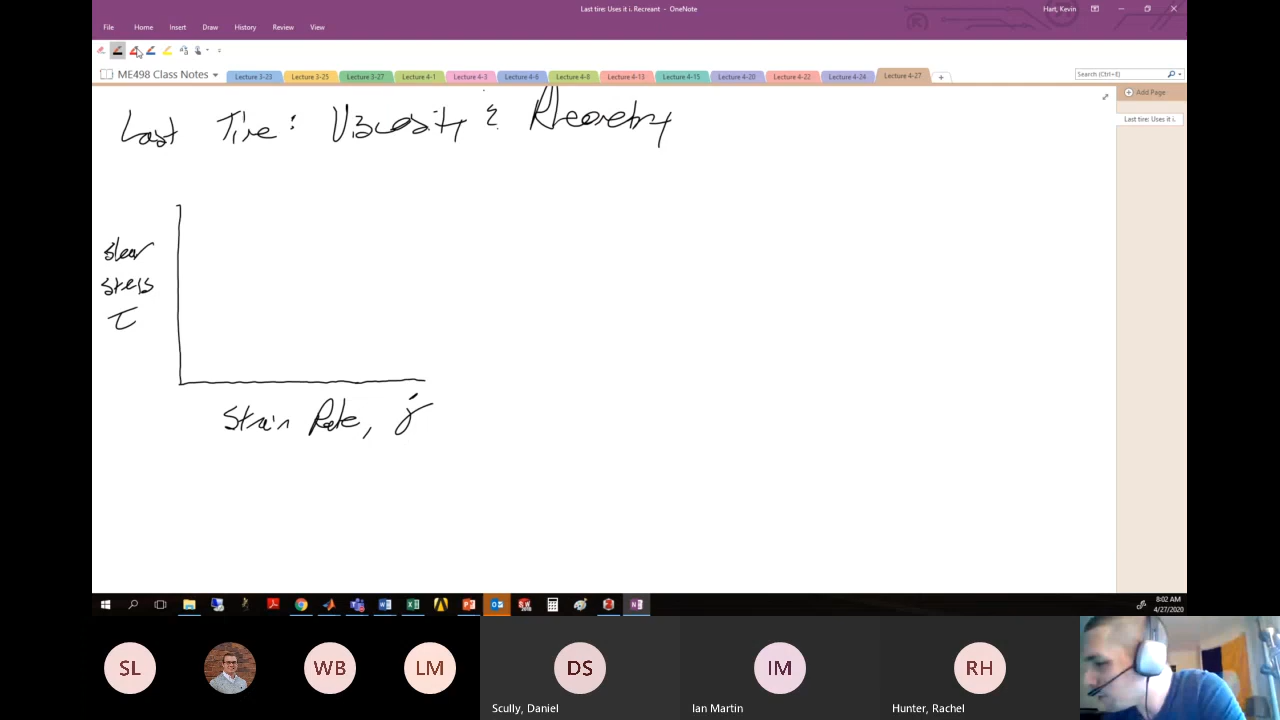 Last tire: Uses it i. Recreant - OneNote
Hart, Kevin
File Home Insert Draw History Review View
ME498 Class Notes
Lecture 3-23 Lecture 3-25 Lecture 3-27 Lecture 4-1 Lecture 4-3 Lecture 4-6 Lecture 4-8 Lecture 4-13 Lecture 4-15 Lecture 4-20 Lecture 4-22 Lecture 4-24 Lecture 4-27
Search (Ctrl+E)
Add Page
Last tire: Uses it i.
Last Time: Viscosity & Rheometry
Shear
stress
τ
Strain Rate, γ̇
8:02 AM
4/27/2020
SL WB LM DS IM RH
Scully, Daniel Ian Martin Hunter, Rachel